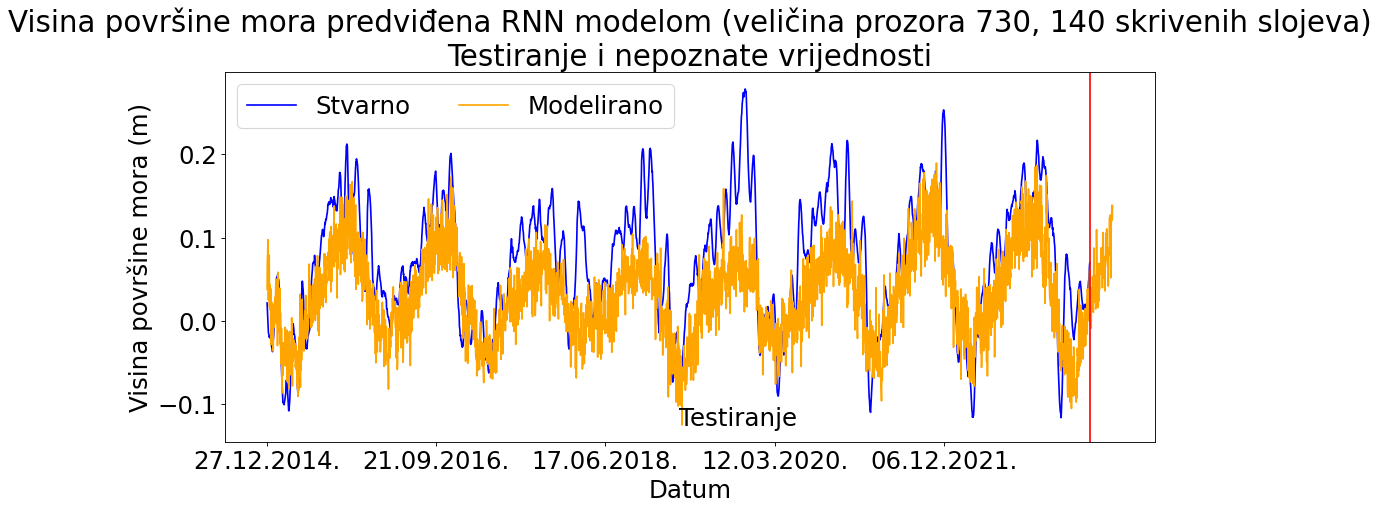 Visina površine mora predviđena RNN modelom (veličina prozora 730, 140 skrivenih slojeva)
Testiranje i nepoznate vrijednosti
Stvarno
Modelirano
Visina površine mora (m)
0.2
0.1
0.0
−0.1
Testiranje
27.12.2014.
21.09.2016.
17.06.2018.
12.03.2020.
06.12.2021.
Datum